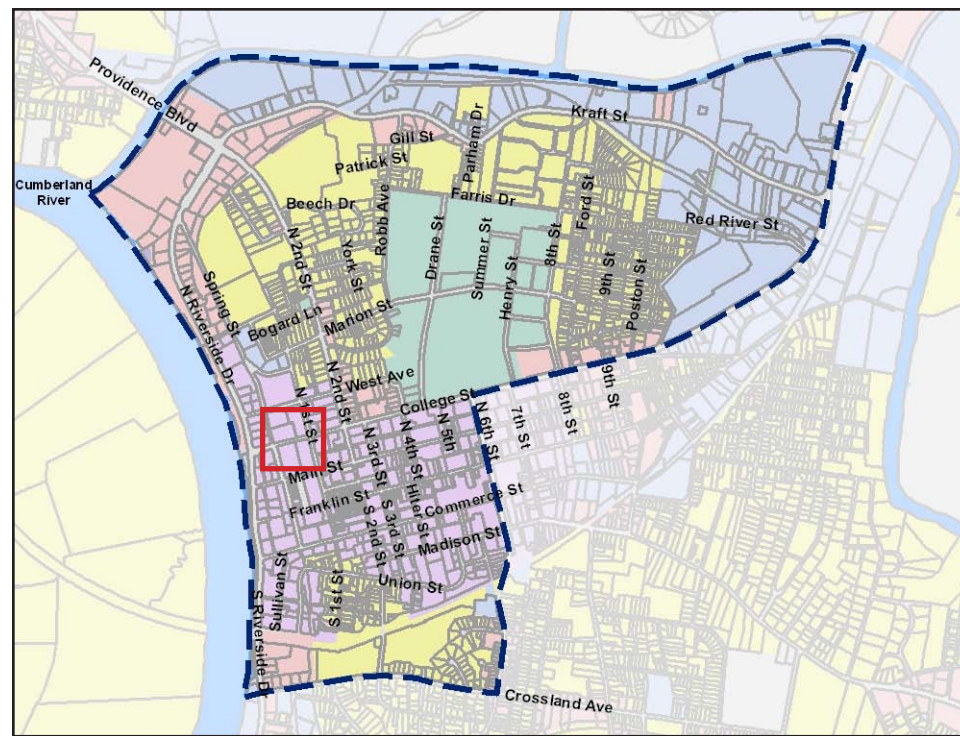 Providence Blvd
Kraft St
Gill St
Parham Dr
Patrick St
Cumberland
River
Farris Dr
Beech Dr
Robb Ave
Ford St
Red River St
N 2nd St
York St
Drane St
Summer St
8th St
Henry St
9th St
Poston St
Spring St
N Riverside Dr
Marion St
Bogard Ln
West Ave
N 2nd St
College St
N 1st St
9th St
8th St
7th St
N 6th St
N 5th
N 4th St
N 3rd St
Main St
Franklin St
Hiter St
Commerce St
S 3rd St
S 2nd St
Madison St
Union St
Sullivan St
S 1st St
S Riverside Dr
Crossland Ave